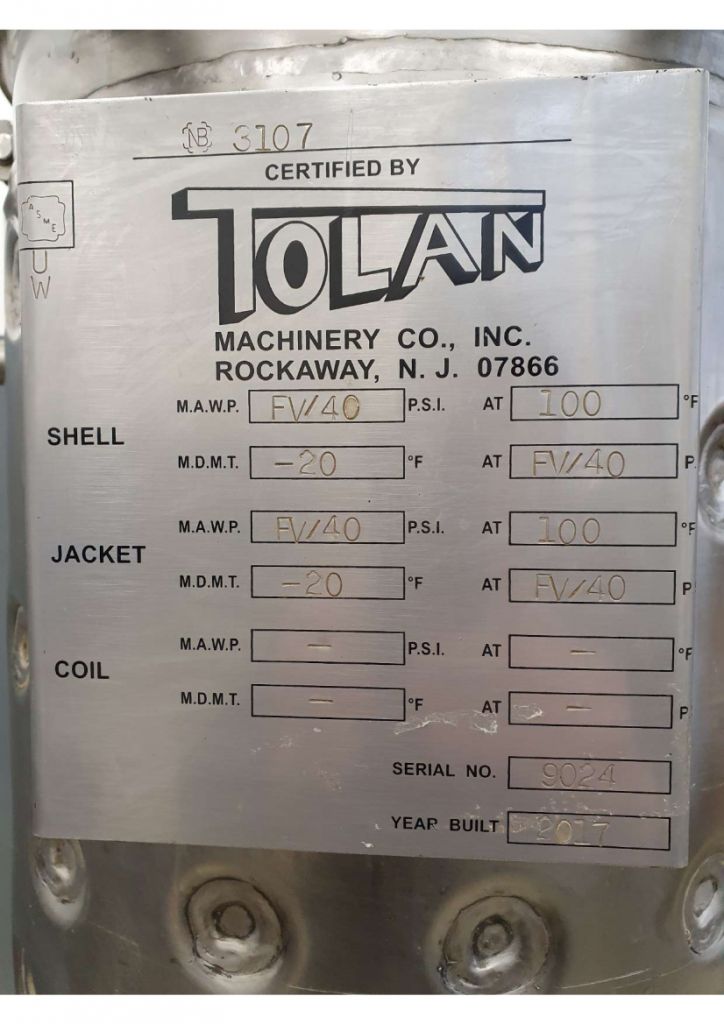 NB 3107
CERTIFIED BY
ASME
U
W
TOLAN
MACHINERY CO., INC.
ROCKAWAY, N. J. 07866
SHELL
M.A.W.P. FV/40 P.S.I. AT 100 °F
M.D.M.T. -20 °F AT FV/40 P
JACKET
M.A.W.P. FV/40 P.S.I. AT 100 °F
M.D.M.T. -20 °F AT FV/40 P
COIL
M.A.W.P. - P.S.I. AT - °F
M.D.M.T. - °F AT - P
SERIAL NO. 9024
YEAR BUILT 2017